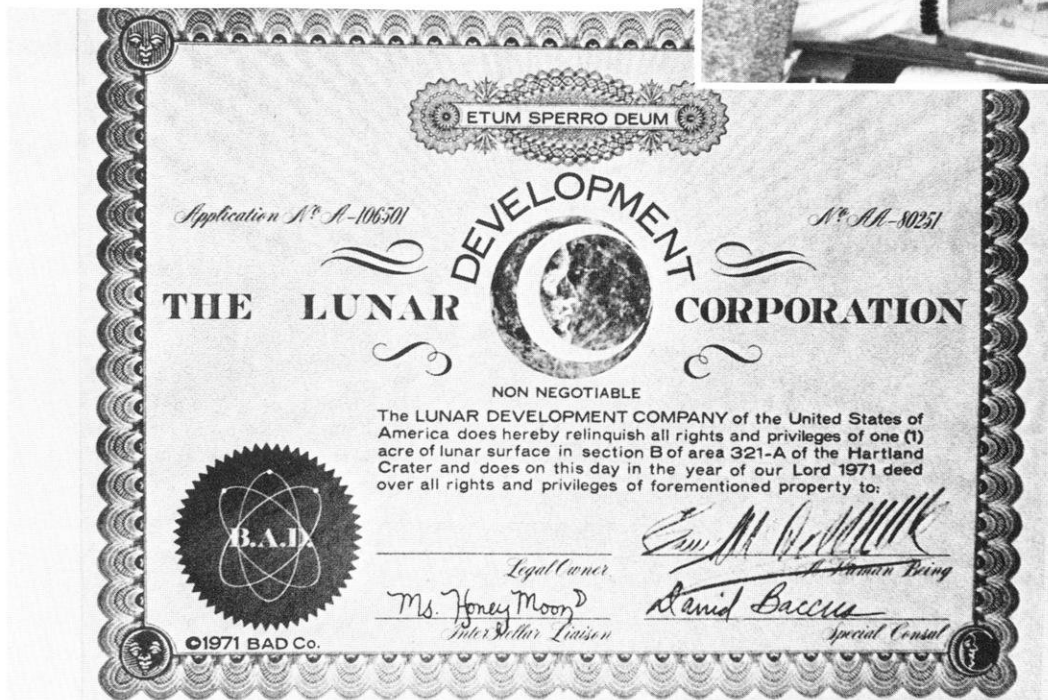 ETUM SPERRO DEUM
Application Nº A-106501
Nº AA-80251
DEVELOPMENT
THE LUNAR CORPORATION
NON NEGOTIABLE
The LUNAR DEVELOPMENT COMPANY of the United States of
America does hereby relinquish all rights and privileges of one (1)
acre of lunar surface in section B of area 321-A of the Hartland
Crater and does on this day in the year of our Lord 1971 deed
over all rights and privileges of forementioned property to:
B.A.D.
Legal Owner
Human Being
Ms. Honey Moon
David Baccus
Inter Stellar Liaison
Special Consul
©1971 BAD Co.